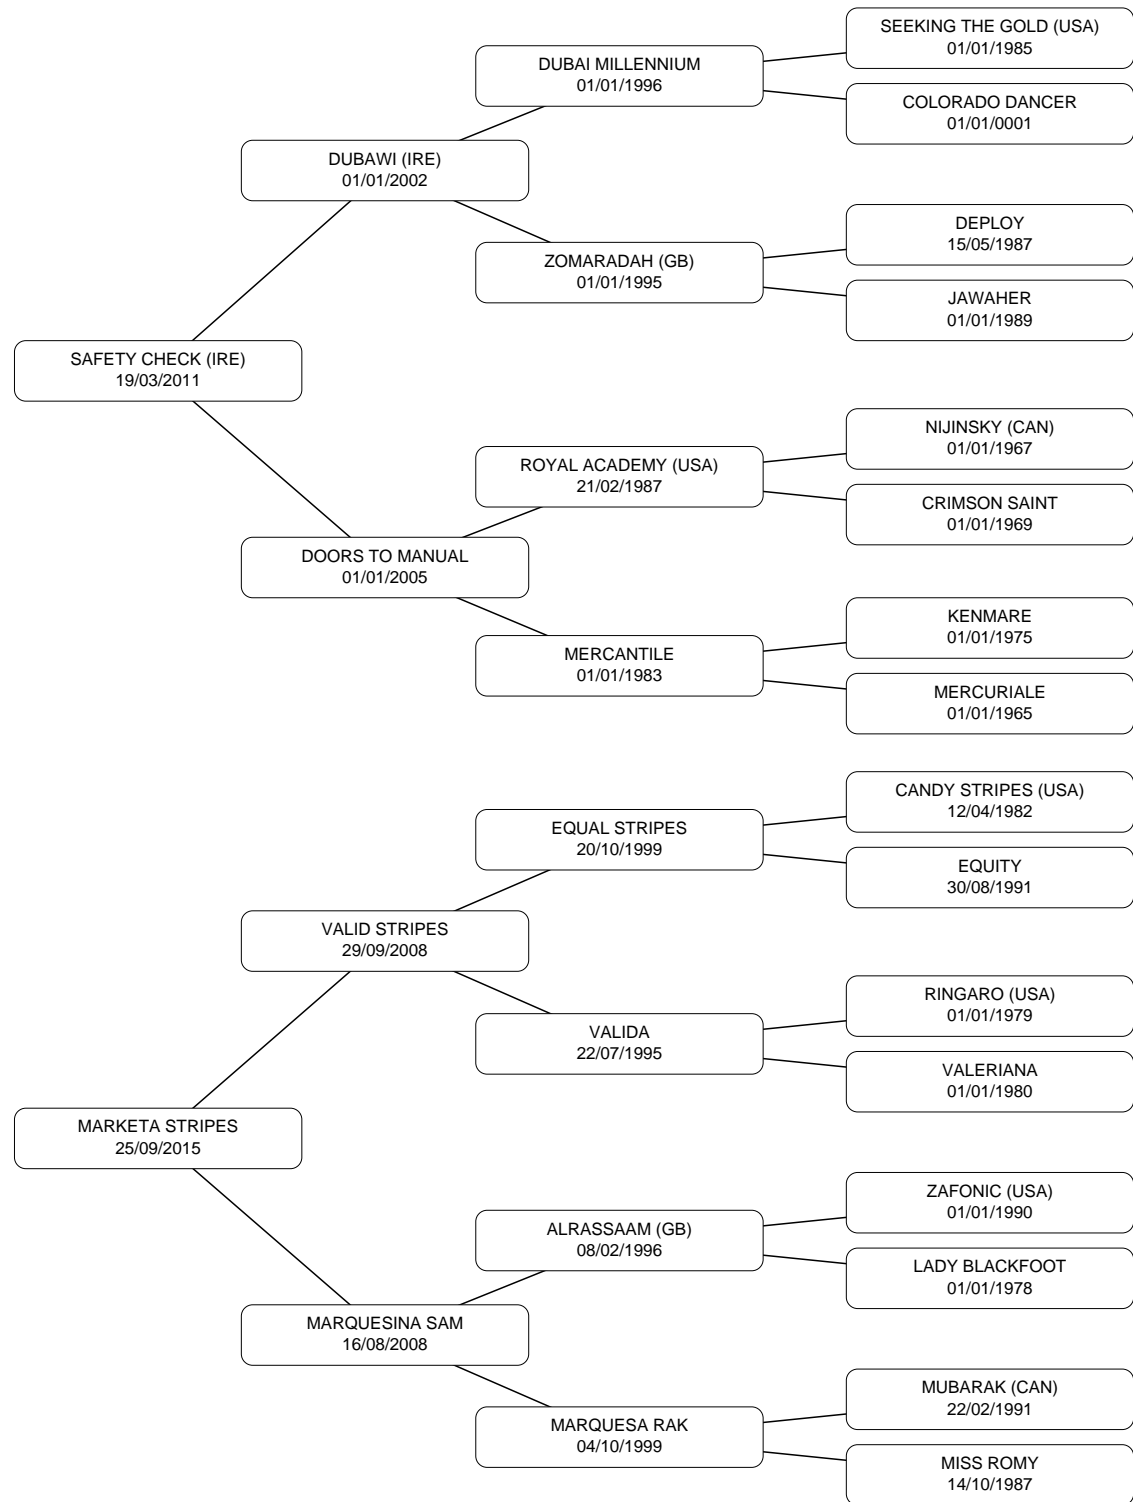 SEEKING THE GOLD (USA)
01/01/1985
DUBAI MILLENNIUM
01/01/1996
COLORADO DANCER
01/01/0001
DUBAWI (IRE)
01/01/2002
DEPLOY
15/05/1987
ZOMARADAH (GB)
01/01/1995
JAWAHER
01/01/1989
SAFETY CHECK (IRE)
19/03/2011
NIJINSKY (CAN)
01/01/1967
ROYAL ACADEMY (USA)
21/02/1987
CRIMSON SAINT
01/01/1969
DOORS TO MANUAL
01/01/2005
KENMARE
01/01/1975
MERCANTILE
01/01/1983
MERCURIALE
01/01/1965
CANDY STRIPES (USA)
12/04/1982
EQUAL STRIPES
20/10/1999
EQUITY
30/08/1991
VALID STRIPES
29/09/2008
RINGARO (USA)
01/01/1979
VALIDA
22/07/1995
VALERIANA
01/01/1980
MARKETA STRIPES
25/09/2015
ZAFONIC (USA)
01/01/1990
ALRASSAAM (GB)
08/02/1996
LADY BLACKFOOT
01/01/1978
MARQUESINA SAM
16/08/2008
MUBARAK (CAN)
22/02/1991
MARQUESA RAK
04/10/1999
MISS ROMY
14/10/1987